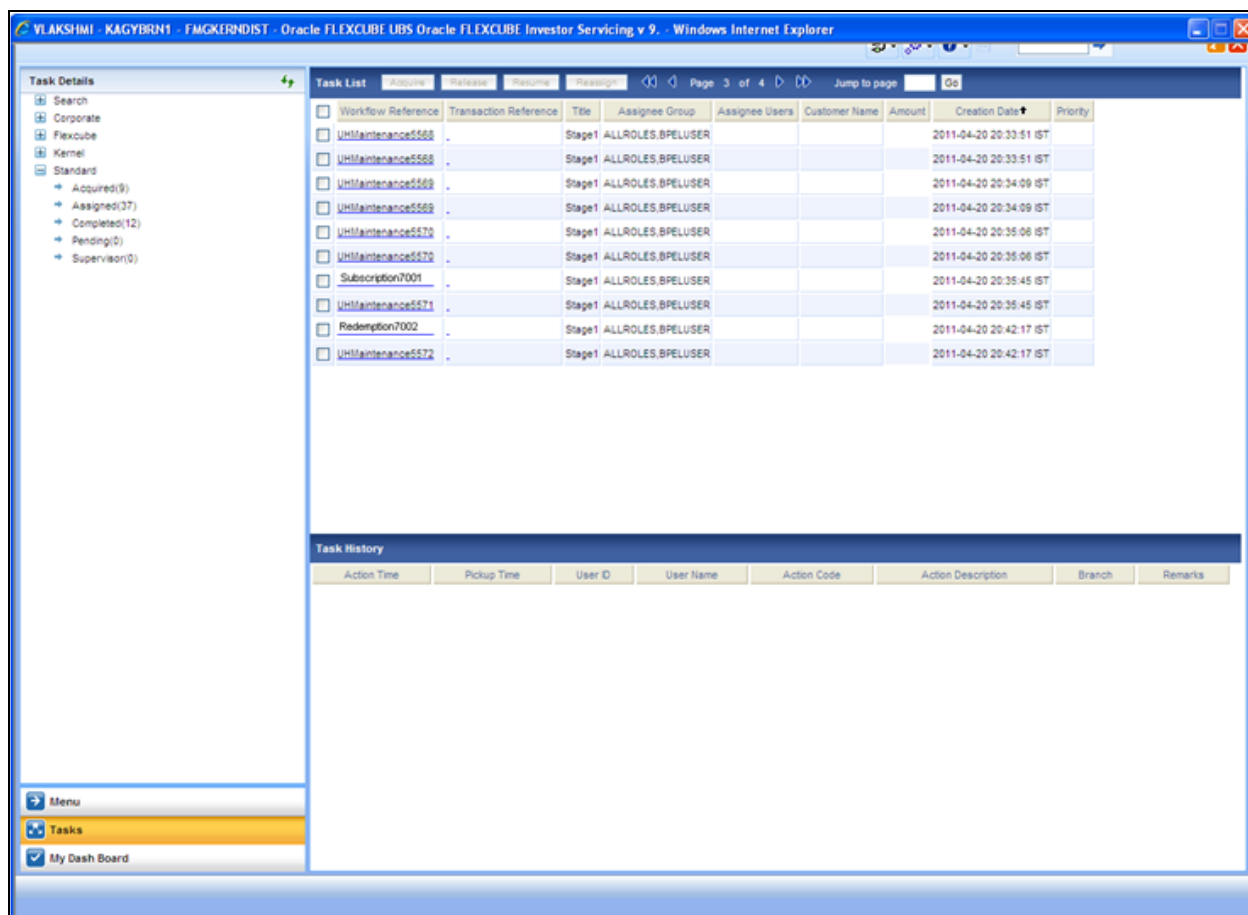 VLAKSHMI - KAGYBRN1 - FMGKERNDIST - Oracle FLEXCUBE UBS Oracle FLEXCUBE Investor Servicing v 9. - Windows Internet Explorer
Task Details
Search
Corporate
Flexcube
Kernel
Standard
Acquired(9)
Assigned(37)
Completed(12)
Pending(0)
Supervisor(0)
Menu
Tasks
My Dash Board
Task List Acquire Release Resume Reassign Page 3 of 4 Jump to page Go
Workflow Reference Transaction Reference Title Assignee Group Assignee Users Customer Name Amount Creation Date Priority
UHMaintenance5568 Stage1 ALLROLES,BPELUSER 2011-04-20 20:33:51 IST
UHMaintenance5568 Stage1 ALLROLES,BPELUSER 2011-04-20 20:33:51 IST
UHMaintenance5569 Stage1 ALLROLES,BPELUSER 2011-04-20 20:34:09 IST
UHMaintenance5569 Stage1 ALLROLES,BPELUSER 2011-04-20 20:34:09 IST
UHMaintenance5570 Stage1 ALLROLES,BPELUSER 2011-04-20 20:35:06 IST
UHMaintenance5570 Stage1 ALLROLES,BPELUSER 2011-04-20 20:35:06 IST
Subscription7001 Stage1 ALLROLES,BPELUSER 2011-04-20 20:35:45 IST
UHMaintenance5571 Stage1 ALLROLES,BPELUSER 2011-04-20 20:35:45 IST
Redemption7002 Stage1 ALLROLES,BPELUSER 2011-04-20 20:42:17 IST
UHMaintenance5572 Stage1 ALLROLES,BPELUSER 2011-04-20 20:42:17 IST
Task History
Action Time Pickup Time User ID User Name Action Code Action Description Branch Remarks